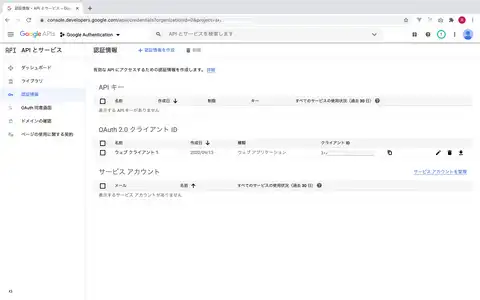 認証情報 - API とサービス - Go
console.developers.google.com/apis/credentials?organizationId=0&project=
Google APIs
Google Authentication
API とサービスを検索します
API API とサービス
認証情報
+ 認証情報を作成
削除
ダッシュボード
ライブラリ
認証情報
OAuth 同意画面
ドメインの確認
ページの使用に関する契約
有効な API にアクセスするための認証情報を作成します。詳細
API キー
名前 作成日 制限 キー すべてのサービスの使用状況（過去 30 日）
表示する API キーがありません
OAuth 2.0 クライアント ID
名前 作成日 種類 クライアント ID
ウェブ クライアント 1 ウェブ アプリケーション
サービス アカウント
サービス アカウントを管理
メール 名前 すべてのサービスの使用状況（過去 30 日）
表示するサービス アカウントがありません